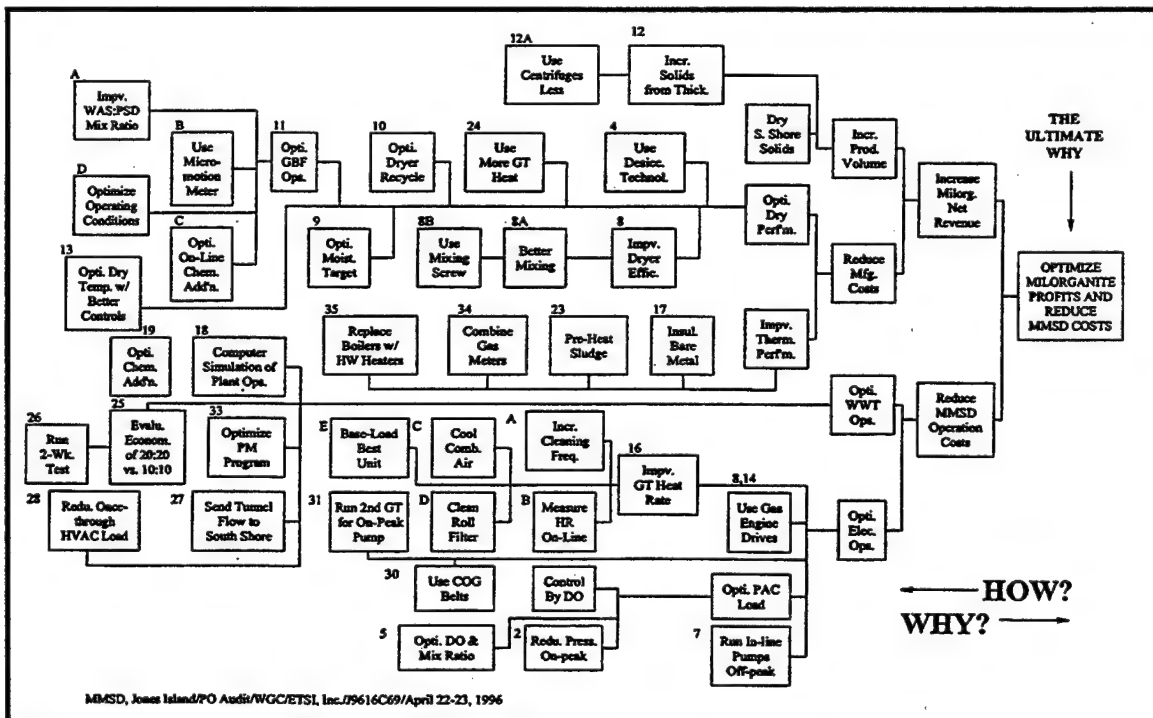 12A
Use
Centrifuges
Less
12
Incr.
Solids
from Thick.
A
Impv.
WAS:PSD
Mix Ratio
B
Use
Micro-
motion
Meter
11
Opti.
GBF
Ops.
10
Opti.
Dryer
Recycle
24
Use
More GT
Heat
4
Use
Desicc.
Technol.
Dry
S. Shore
Solids
Incr.
Prod.
Volume
THE
ULTIMATE
WHY
D
Optimize
Operating
Conditions
C
Opti.
On-Line
Chem.
Add'n.
9
Opti.
Moist.
Target
8B
Use
Mixing
Screw
8A
Better
Mixing
8
Impv.
Dryer
Effic.
Opti.
Dry
Perf'm.
Increase
Milorg.
Net
Revenue
13
Opti. Dry
Temp. w/
Better
Controls
Reduce
Mfg.
Costs
OPTIMIZE
MILORGANITE
PROFITS AND
REDUCE
MMSD COSTS
35
Replace
Boilers w/
HW Heaters
34
Combine
Gas
Meters
23
Pre-Heat
Sludge
17
Insul.
Bare
Metal
Impv.
Therm.
Perf'm.
19
Opti.
Chem.
Add'n.
18
Computer
Simulation of
Plant Ops.
Opti.
WWT
Ops.
Reduce
MMSD
Operation
Costs
26
Run
2-Wk.
Test
25
Evalu.
Econom.
of 20:20
vs. 10:10
33
Optimize
PM
Program
E
Base-Load
Best
Unit
C
Cool
Comb.
Air
A
Incr.
Cleaning
Freq.
16
Impv.
GT Heat
Rate
28
Redu. Once-
through
HVAC Load
27
Send Tunnel
Flow to
South Shore
31
Run 2nd GT
for On-Peak
Pump
D
Clean
Roll
Filter
B
Measure
HR
On-Line
8,14
Use Gas
Engine
Drives
Opti.
Elec.
Ops.
30
Use COG
Belts
Control
By DO
Opti. PAC
Load
HOW?
WHY?
5
Opti. DO &
Mix Ratio
2
Redu. Press.
On-peak
7
Run In-line
Pumps
Off-peak
MMSD, Jones Island/PO Audit/WGC/ETSI, Inc./J9616C69/April 22-23, 1996